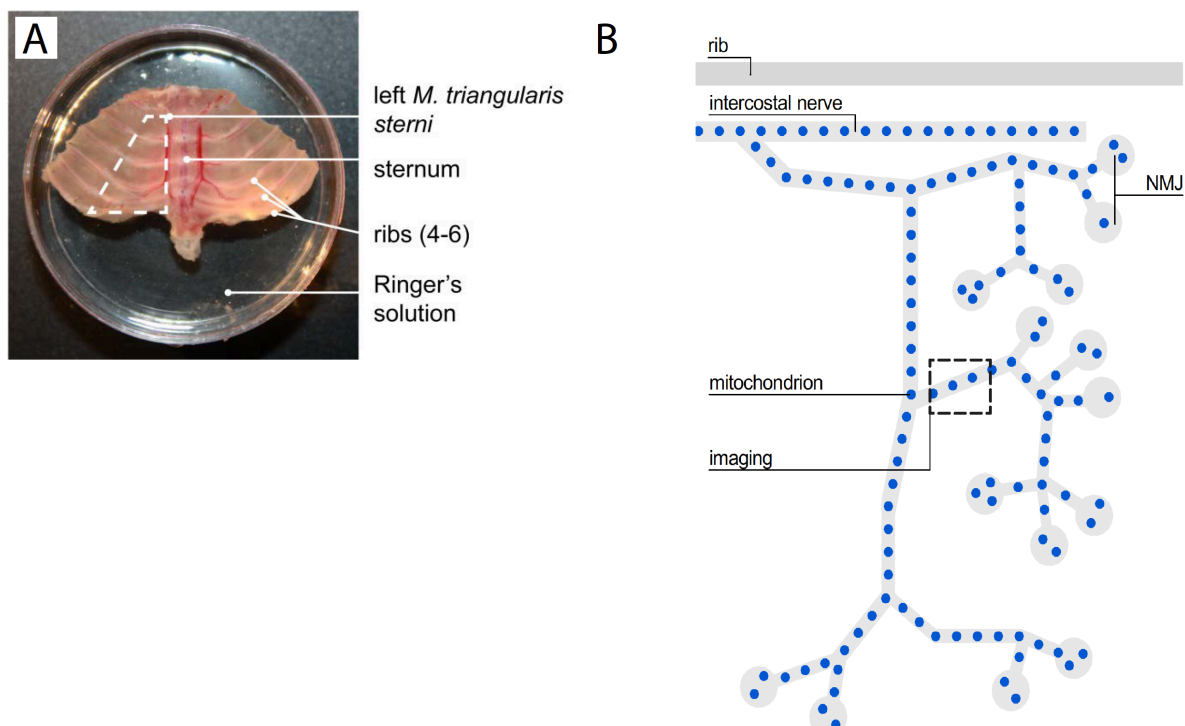 A
left M. triangularis
sterni
sternum
ribs (4-6)
Ringer's
solution
B
rib
intercostal nerve
NMJ
mitochondrion
imaging